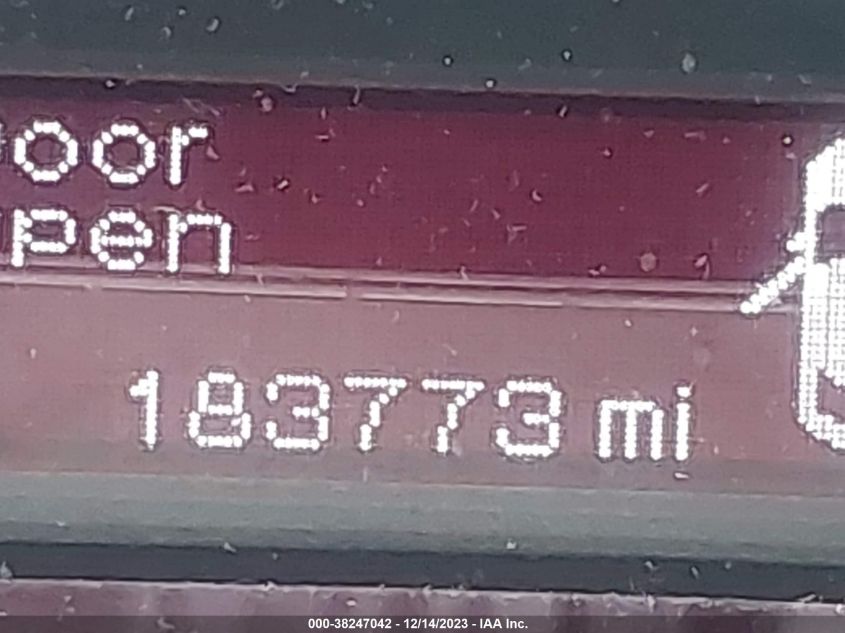 oor
pen
183773 mi
000-38247042 - 12/14/2023 - IAA Inc.